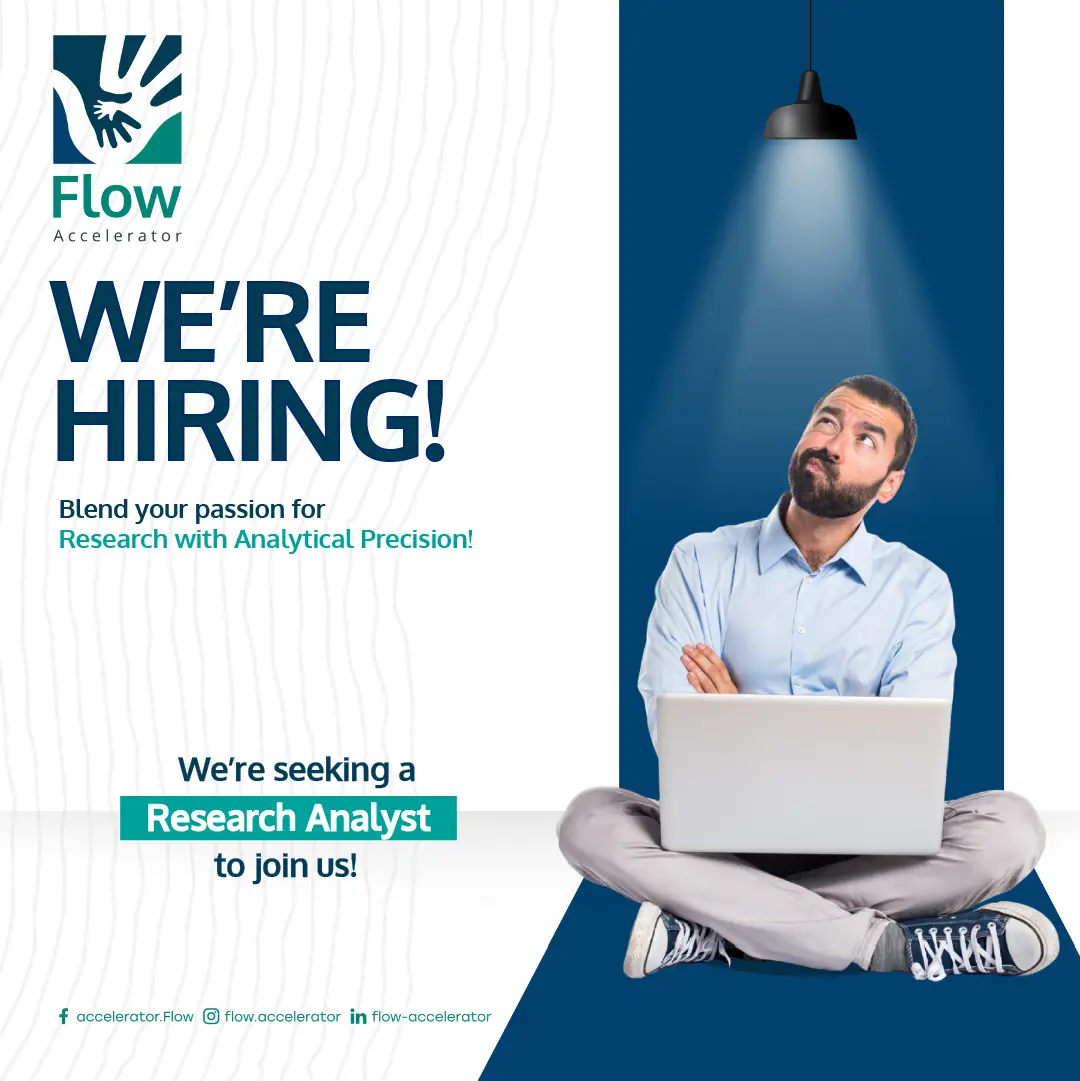 Flow
Accelerator
WE'RE
HIRING!
Blend your passion for
Research with Analytical Precision!
We're seeking a
Research Analyst
to join us!
accelerator.Flow flow.accelerator flow-accelerator